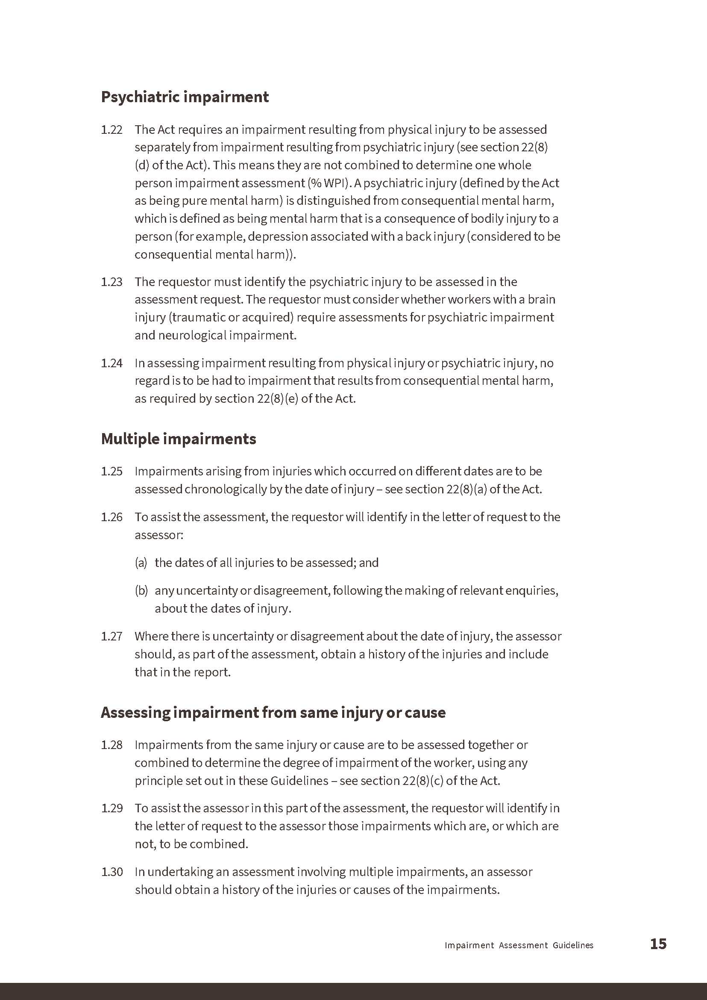 Psychiatric impairment
1.22 The Act requires an impairment resulting from physical injury to be assessed
separately from impairment resulting from psychiatric injury (see section 22(8)
(d) of the Act). This means they are not combined to determine one whole
person impairment assessment (% WPI). A psychiatric injury (defined by the Act
as being pure mental harm) is distinguished from consequential mental harm,
which is defined as being mental harm that is a consequence of bodily injury to a
person (for example, depression associated with a back injury (considered to be
consequential mental harm)).
1.23 The requestor must identify the psychiatric injury to be assessed in the
assessment request. The requestor must consider whether workers with a brain
injury (traumatic or acquired) require assessments for psychiatric impairment
and neurological impairment.
1.24 In assessing impairment resulting from physical injury or psychiatric injury, no
regard is to be had to impairment that results from consequential mental harm,
as required by section 22(8)(e) of the Act.
Multiple impairments
1.25 Impairments arising from injuries which occurred on different dates are to be
assessed chronologically by the date of injury – see section 22(8)(a) of the Act.
1.26 To assist the assessment, the requestor will identify in the letter of request to the
assessor:
(a) the dates of all injuries to be assessed; and
(b) any uncertainty or disagreement, following the making of relevant enquiries,
about the dates of injury.
1.27 Where there is uncertainty or disagreement about the date of injury, the assessor
should, as part of the assessment, obtain a history of the injuries and include
that in the report.
Assessing impairment from same injury or cause
1.28 Impairments from the same injury or cause are to be assessed together or
combined to determine the degree of impairment of the worker, using any
principle set out in these Guidelines – see section 22(8)(c) of the Act.
1.29 To assist the assessor in this part of the assessment, the requestor will identify in
the letter of request to the assessor those impairments which are, or which are
not, to be combined.
1.30 In undertaking an assessment involving multiple impairments, an assessor
should obtain a history of the injuries or causes of the impairments.
Impairment Assessment Guidelines 15